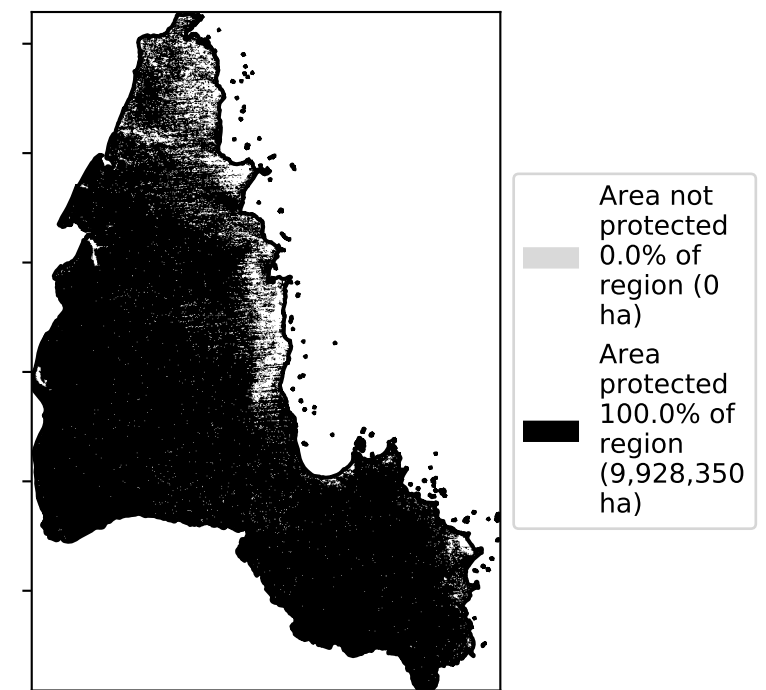 Area not
protected
0.0% of
region (0
ha)
Area
protected
100.0% of
region
(9,928,350
ha)